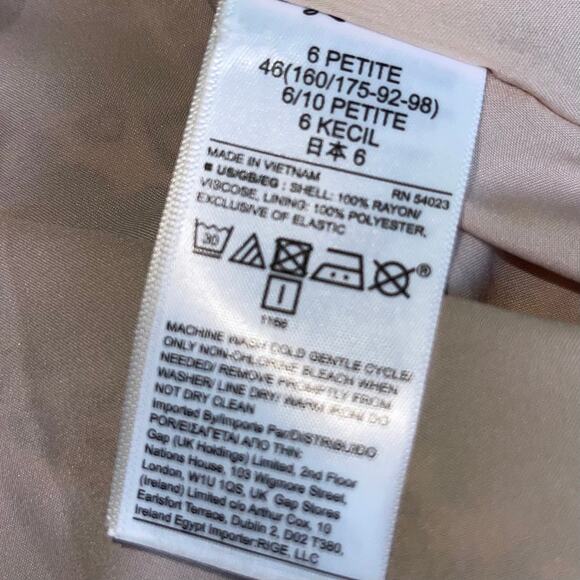 6 PETITE
46(160/175-92-98)
6/10 PETITE
6 KECIL
日本 6
MADE IN VIETNAM RN 54023
■ US/GB/EG : SHELL: 100% RAYON/
VISCOSE, LINING: 100% POLYESTER,
EXCLUSIVE OF ELASTIC
30 ®
1166
MACHINE WASH COLD GENTLE CYCLE/
ONLY NON-CHLORINE BLEACH WHEN
NEEDED/ REMOVE PROMPTLY FROM
WASHER/ LINE DRY/ WARM IRON/ DO
NOT DRY CLEAN
Imported By/Importe Par/DISTRIBUIDO
POR/ΕΙΣΑΓΕΤΑΙ ΑΠΟ ΤΗΝ:
Gap (UK Holdings) Limited, 2nd Floor
Nations House, 103 Wigmore Street,
London, W1U 1QS, UK Gap Stores
(Ireland) Limited c/o Arthur Cox, 10
Earlsfort Terrace, Dublin 2, D02 T380,
Ireland Egypt Importer:RIGE, LLC